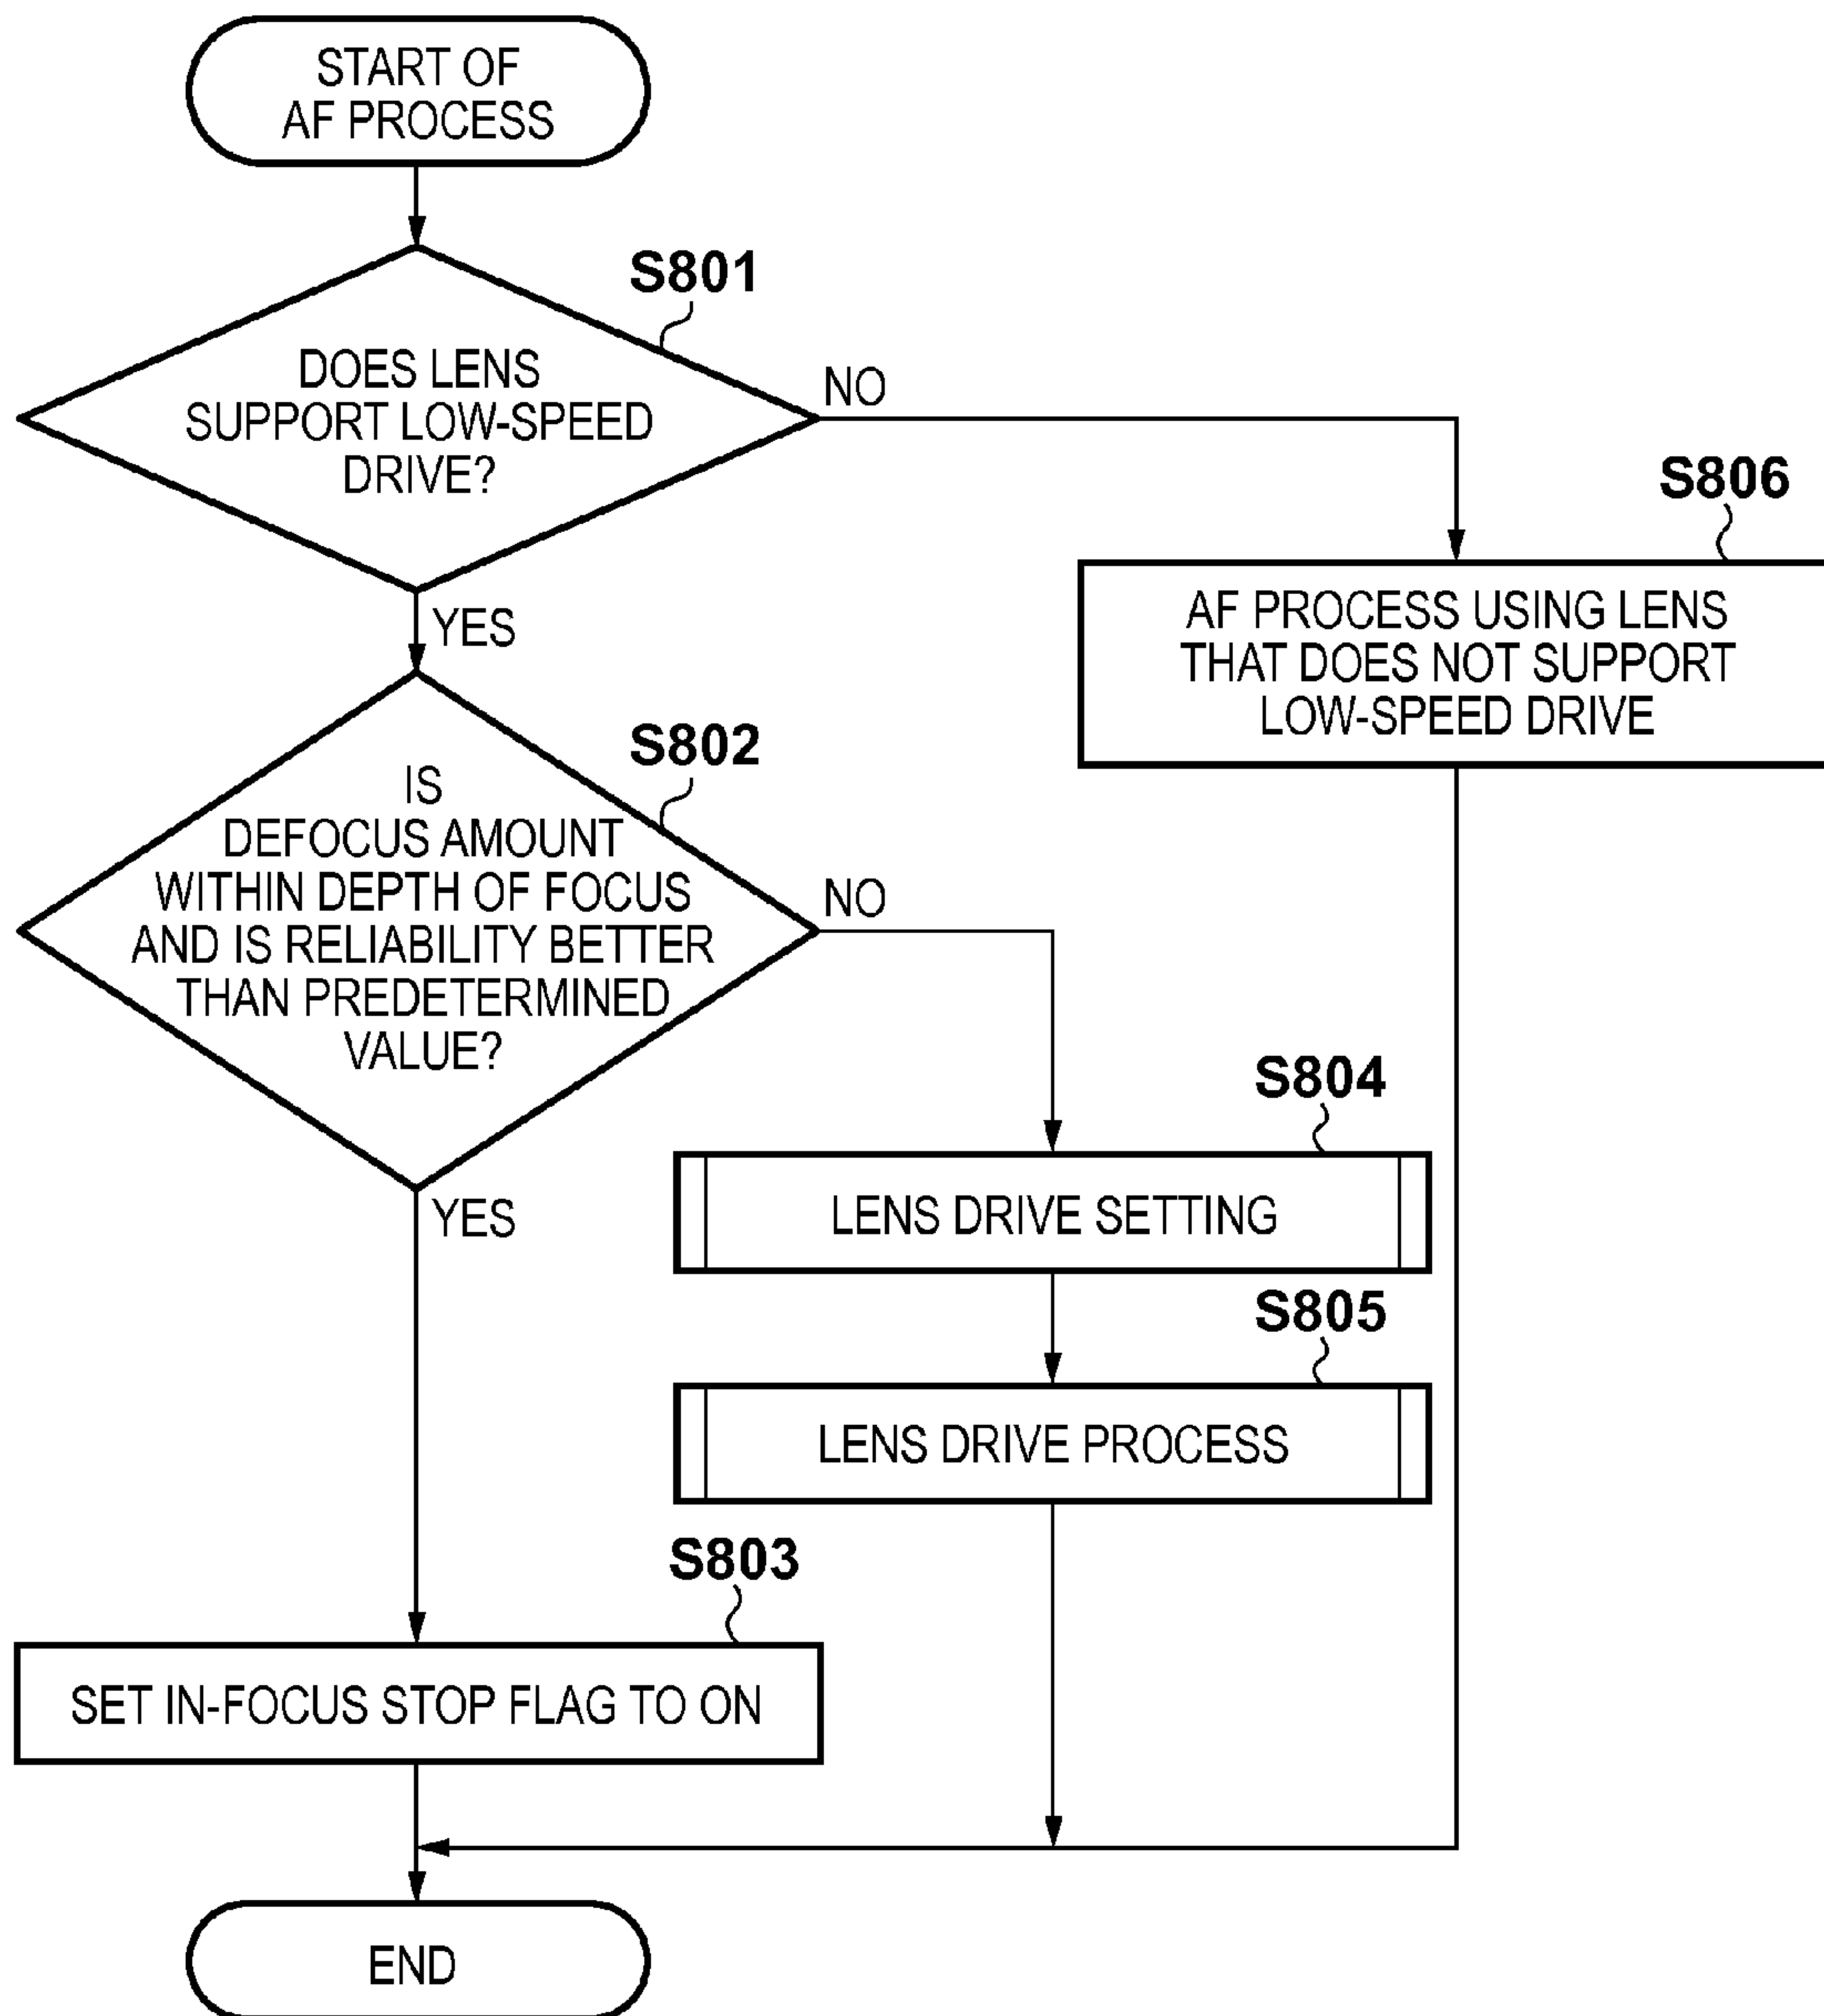 START OF
AF PROCESS
S801
DOES LENS
SUPPORT LOW-SPEED
DRIVE?
NO
YES
S806
AF PROCESS USING LENS
THAT DOES NOT SUPPORT
LOW-SPEED DRIVE
S802
IS
DEFOCUS AMOUNT
WITHIN DEPTH OF FOCUS
AND IS RELIABILITY BETTER
THAN PREDETERMINED
VALUE?
NO
YES
S804
LENS DRIVE SETTING
S805
LENS DRIVE PROCESS
S803
SET IN-FOCUS STOP FLAG TO ON
END